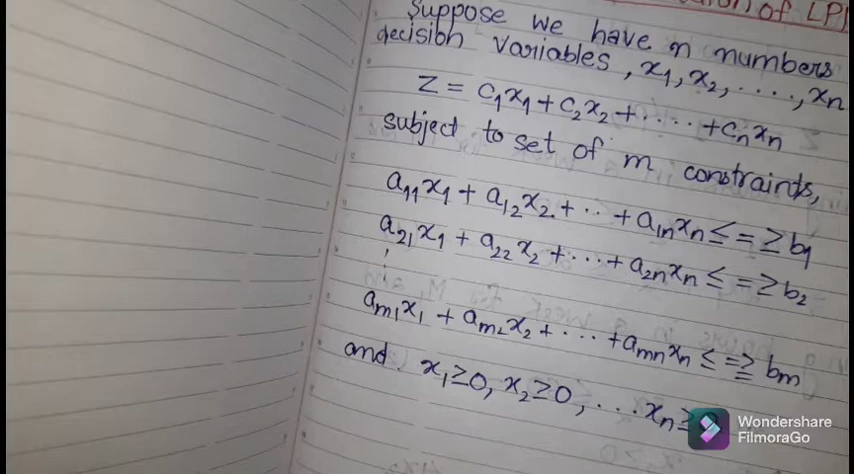 of LPP
Suppose we have n numbers
decision variables, x₁, x₂, ...., xₙ
Z = c₁x₁ + c₂x₂ + ..... + cₙxₙ
subject to set of m constraints,
a₁₁x₁ + a₁₂x₂ + .. + a₁ₙxₙ ≤ = ≥ b₁
a₂₁x₁ + a₂₂x₂ + ... + a₂ₙxₙ ≤ = ≥ b₂
⋮
aₘ₁x₁ + aₘ₂x₂ + .... + aₘₙxₙ ≤ = ≥ bₘ
and x₁ ≥ 0, x₂ ≥ 0, ... xₙ ≥
Wondershare
FilmoraGo